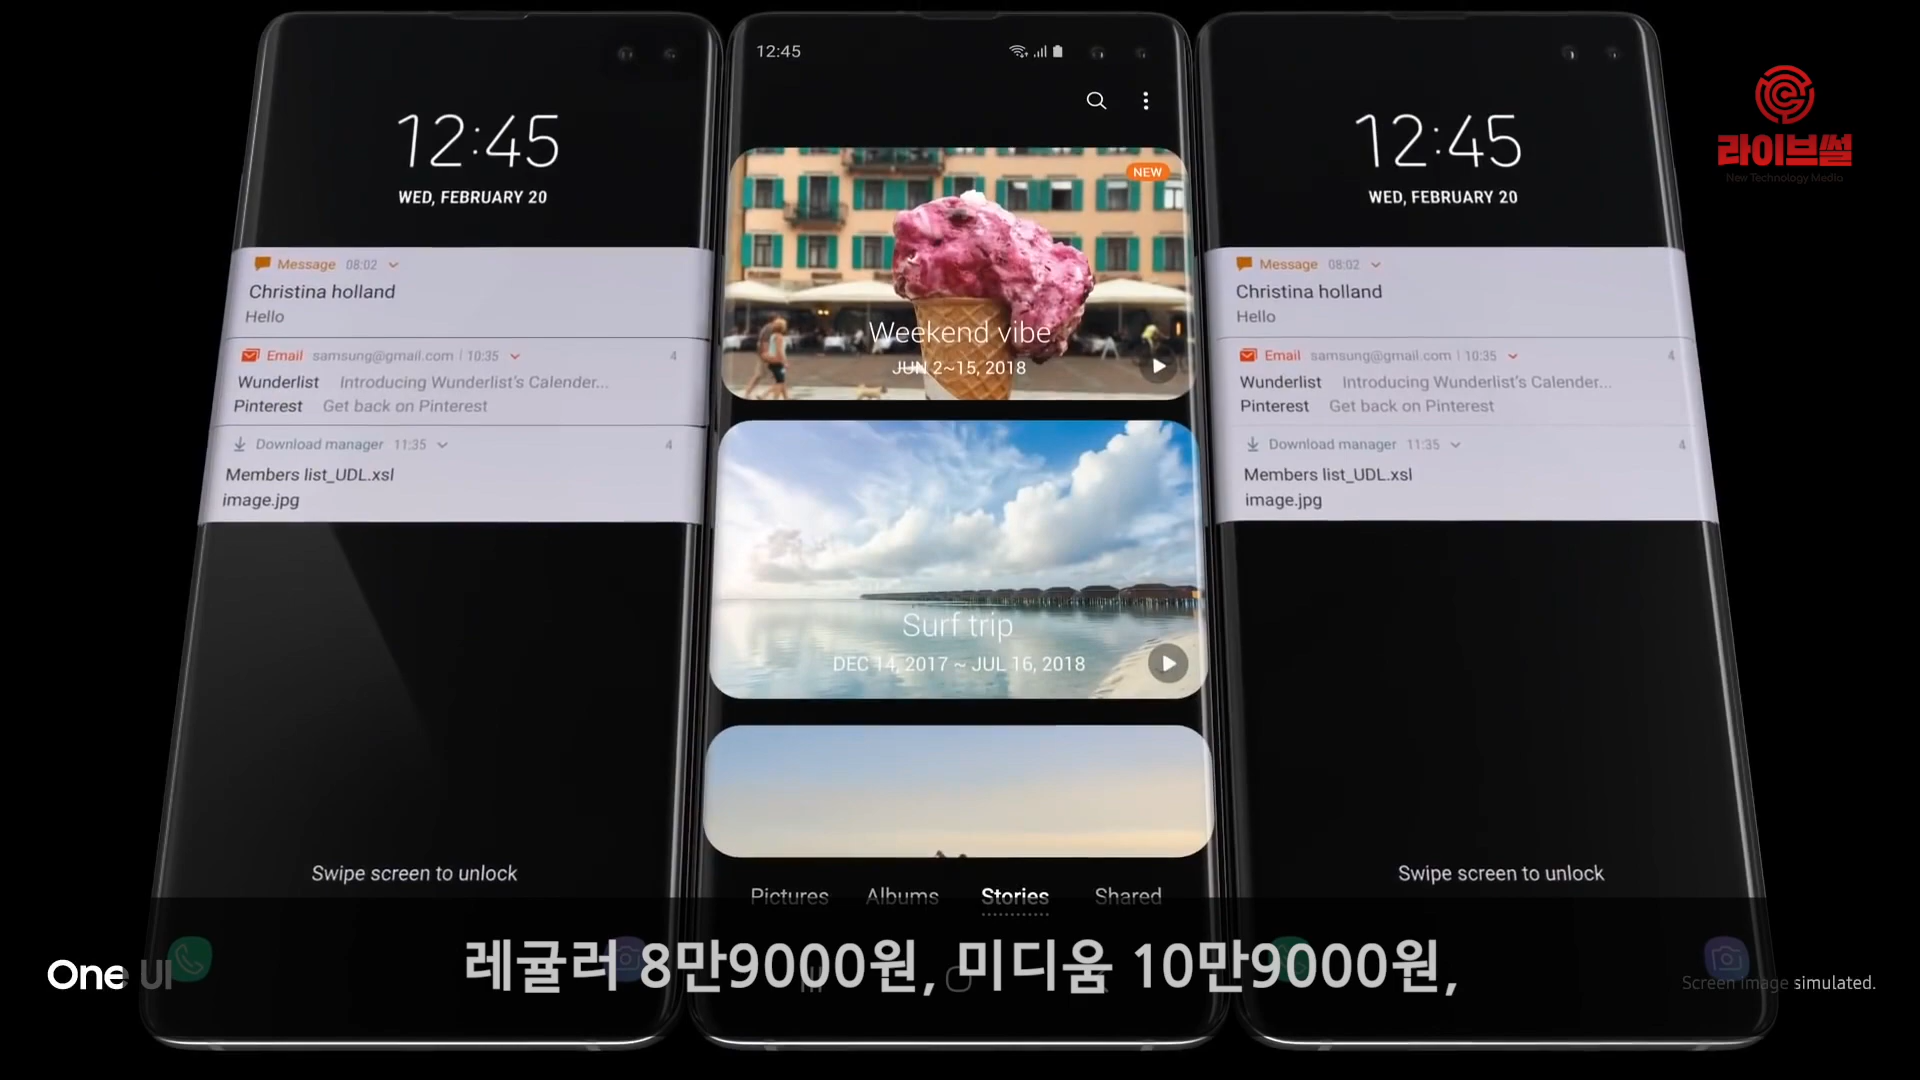 12:45
WED, FEBRUARY 20
Message 08:02
Christina holland
Hello
Email samsung@gmail.com | 10:35 4
Wunderlist Introducing Wunderlist's Calender...
Pinterest Get back on Pinterest
Download manager 11:35 4
Members list_UDL.xsl
image.jpg
Swipe screen to unlock
12:45
NEW
Weekend vibe
JUN 2~15, 2018
Surf trip
DEC 14, 2017 ~ JUL 16, 2018
Pictures Albums Stories Shared
12:45
WED, FEBRUARY 20
Message 08:02
Christina holland
Hello
Email samsung@gmail.com | 10:35 4
Wunderlist Introducing Wunderlist's Calender...
Pinterest Get back on Pinterest
Download manager 11:35 4
Members list_UDL.xsl
image.jpg
Swipe screen to unlock
라이브썰
New Technology Media
One UI
레귤러 8만9000원, 미디움 10만9000원,
Screen image simulated.